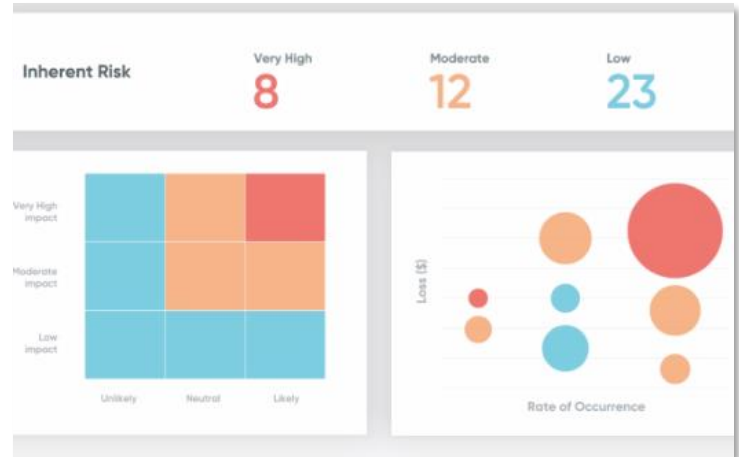 Inherent Risk
Very High
8
Moderate
12
Low
23
Very High
impact
Moderate
impact
Low
impact
Unlikely
Neutral
Likely
Loss ($)
Rate of Occurrence